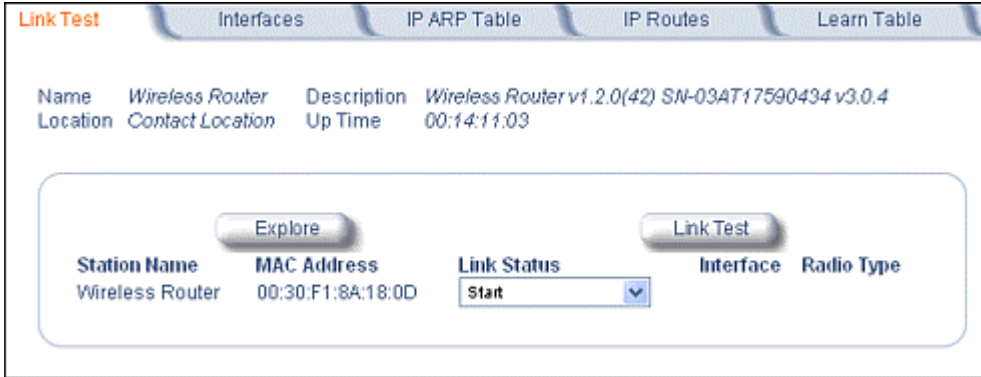 Link Test Interfaces IP ARP Table IP Routes Learn Table
Name Wireless Router Description Wireless Router v1.2.0(42) SN-03AT17590434 v3.0.4
Location Contact Location Up Time 00:14:11:03
Explore Link Test
Station Name MAC Address Link Status Interface Radio Type
Wireless Router 00:30:F1:8A:18:0D Start